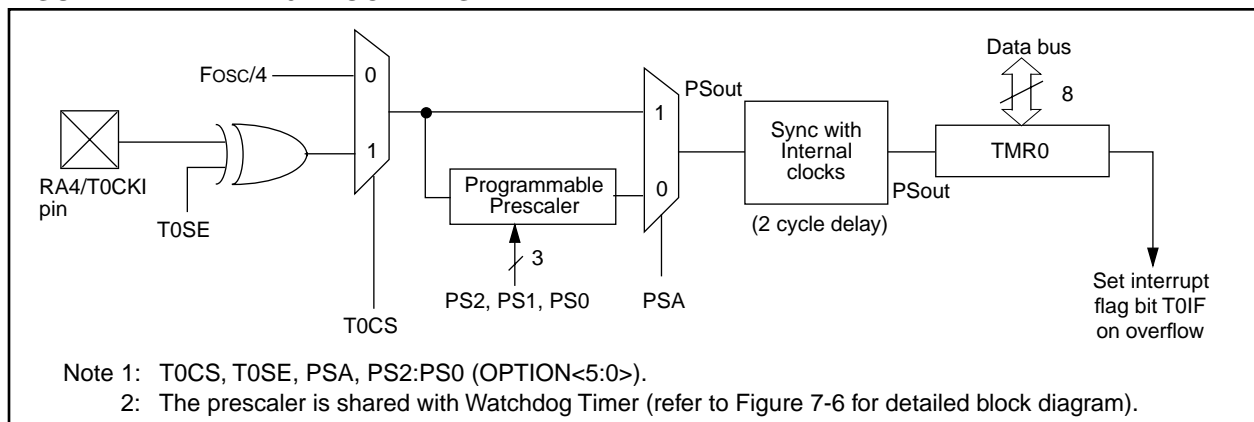 Data bus
FOSC/4
0
PSout
8
1
Sync with
Internal
clocks
TMR0
1
RA4/T0CKI
pin
Programmable
Prescaler
0
PSout
T0SE
(2 cycle delay)
3
PS2, PS1, PS0
PSA
Set interrupt
flag bit T0IF
on overflow
T0CS
Note 1: T0CS, T0SE, PSA, PS2:PS0 (OPTION<5:0>).
2: The prescaler is shared with Watchdog Timer (refer to Figure 7-6 for detailed block diagram).